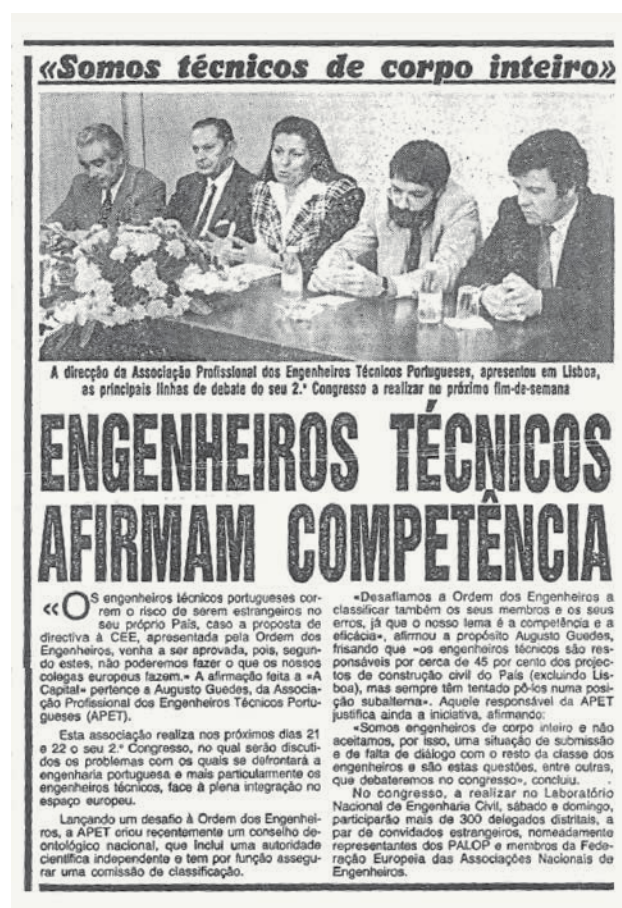 «Somos técnicos de corpo inteiro»
A direcção da Associação Profissional dos Engenheiros Técnicos Portugueses, apresentou em Lisboa,
as principais linhas de debate do seu 2.º Congresso a realizar no próximo fim-de-semana
ENGENHEIROS TÉCNICOS
AFIRMAM COMPETÊNCIA
«OS engenheiros técnicos portugueses cor-
rem o risco de serem estrangeiros no
seu próprio País, caso a proposta de
directiva à CEE, apresentada pela Ordem dos
Engenheiros, venha a ser aprovada, pois, segun-
do estes, não poderemos fazer o que os nossos
colegas europeus fazem.» A afirmação feita a «A
Capital» pertence a Augusto Guedes, da Associa-
ção Profissional dos Engenheiros Técnicos Portu-
gueses (APET).
Esta associação realiza nos próximos dias 21
e 22 o seu 2.º Congresso, no qual serão discuti-
dos os problemas com os quais se defrontará a
engenharia portuguesa e mais particularmente os
engenheiros técnicos, face à plena integração no
espaço europeu.
Lançando um desafio à Ordem dos Engenhei-
ros, a APET criou recentemente um conselho de-
ontológico nacional, que inclui uma autoridade
científica independente e tem por função assegu-
rar uma comissão de classificação.
«Desafiamos a Ordem dos Engenheiros a
classificar também os seus membros e os seus
erros, já que o nosso lema é a competência e a
eficácia», afirmou a propósito Augusto Guedes,
frisando que «os engenheiros técnicos são res-
ponsáveis por cerca de 45 por cento dos projec-
tos de construção civil do País (excluindo Lis-
boa), mas sempre têm tentado pô-los numa posi-
ção subalterna». Aquele responsável da APET
justifica ainda a iniciativa, afirmando:
«Somos engenheiros de corpo inteiro e não
aceitamos, por isso, uma situação de submissão
e de falta de diálogo com o resto da classe dos
engenheiros e são estas questões, entre outras,
que debateremos no congresso», concluiu.
No congresso, a realizar no Laboratório
Nacional de Engenharia Civil, sábado e domingo,
participarão mais de 300 delegados distritais, a
par de convidados estrangeiros, nomeadamente
representantes dos PALOP e membros da Fede-
ração Europeia das Associações Nacionais de
Engenheiros.